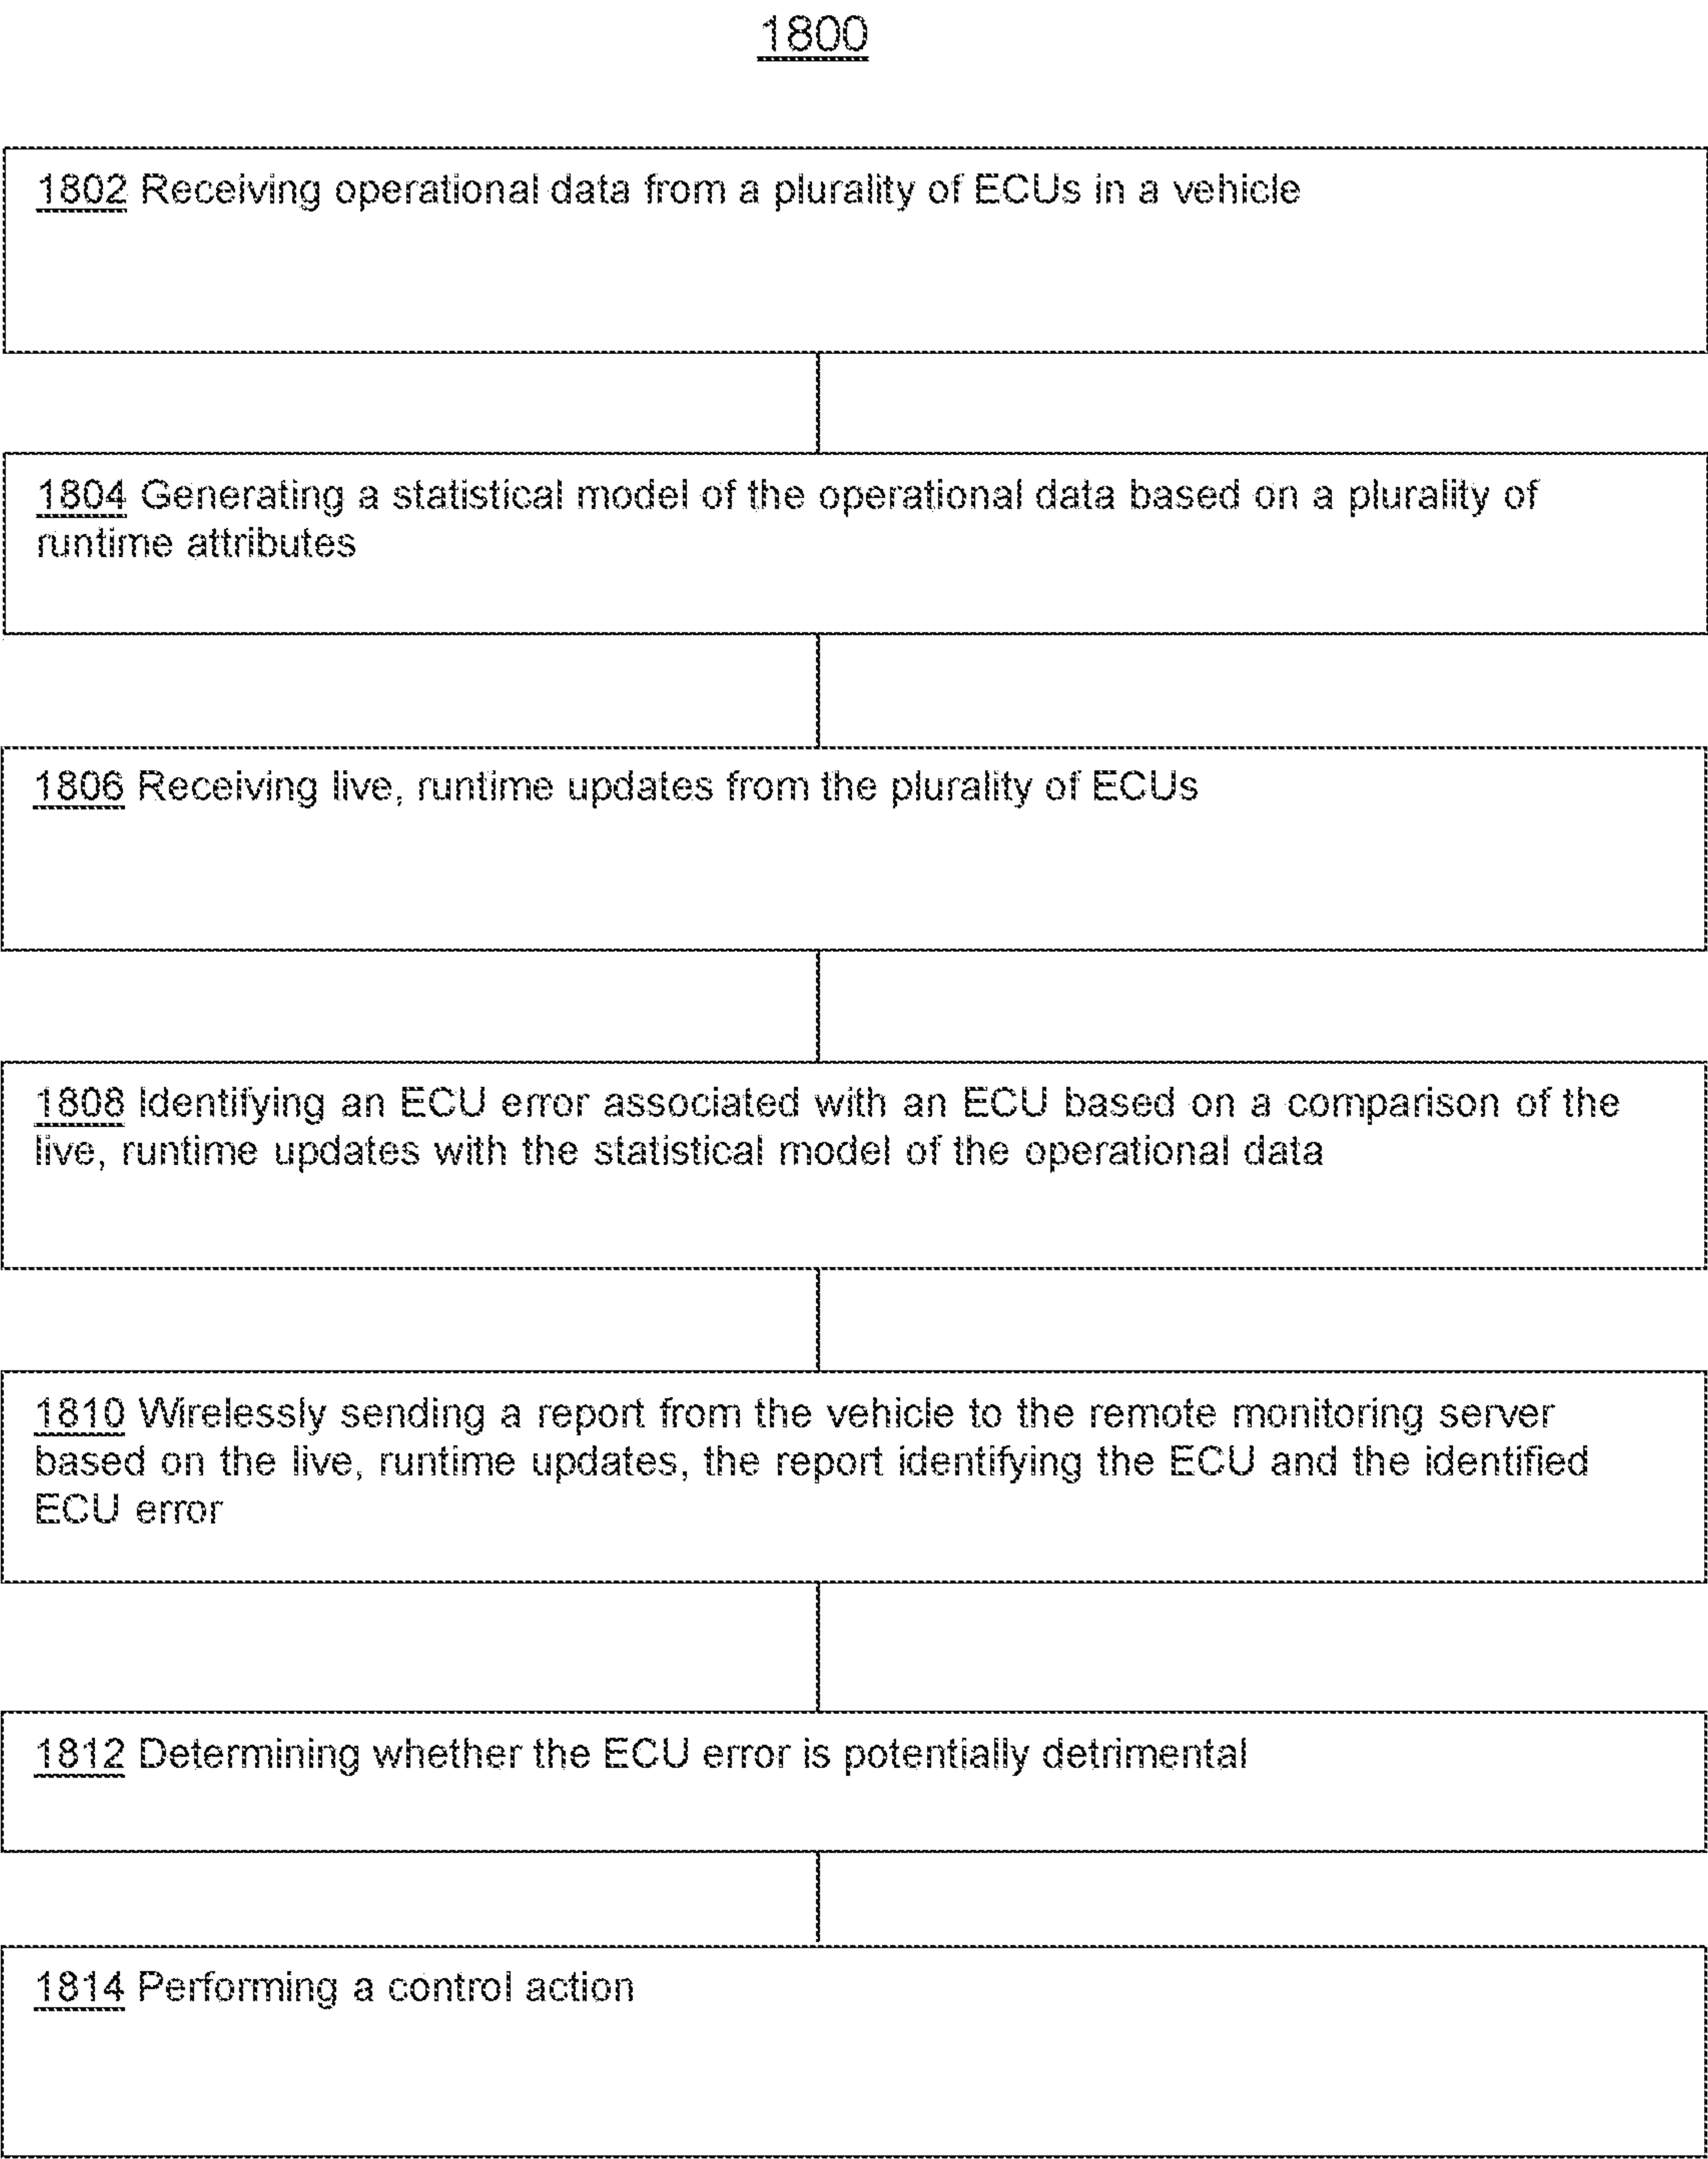 1800
1802 Receiving operational data from a plurality of ECUs in a vehicle
1804 Generating a statistical model of the operational data based on a plurality of
runtime attributes
1806 Receiving live, runtime updates from the plurality of ECUs
1808 Identifying an ECU error associated with an ECU based on a comparison of the
live, runtime updates with the statistical model of the operational data
1810 Wirelessly sending a report from the vehicle to the remote monitoring server
based on the live, runtime updates, the report identifying the ECU and the identified
ECU error
1812 Determining whether the ECU error is potentially detrimental
1814 Performing a control action